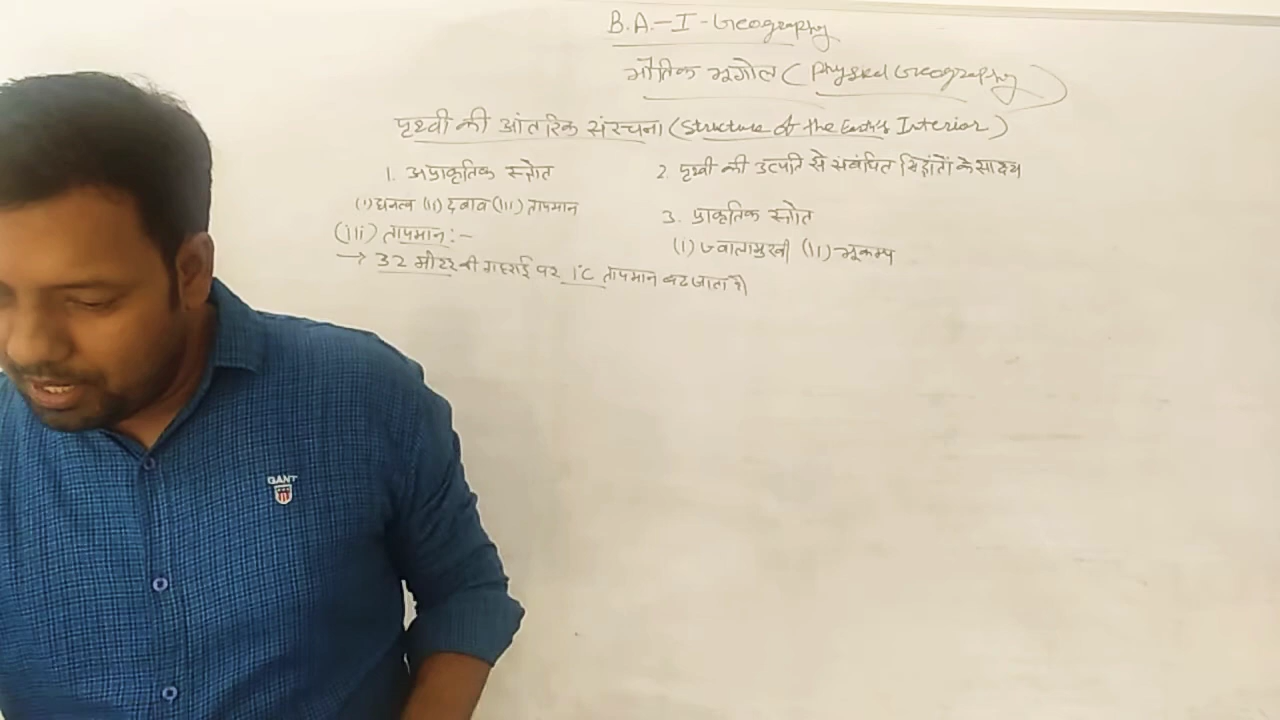 B.A.-I-Geography
भौतिक भूगोल (Physical Geography)
पृथ्वी की आंतरिक संरचना (Structure of the Earth's Interior)
1. अप्राकृतिक स्त्रोत
(i) घनत्व (ii) दबाव (iii) तापमान
2. पृथ्वी की उत्पत्ति से संबंधित सिद्धांतों के साक्ष्य
3. प्राकृतिक स्त्रोत
(i) ज्वालामुखी (ii) भूकम्प
(iii) तापमान :-
→ 32 मीटर की गहराई पर 1°C तापमान बढ जाता है।
GANT